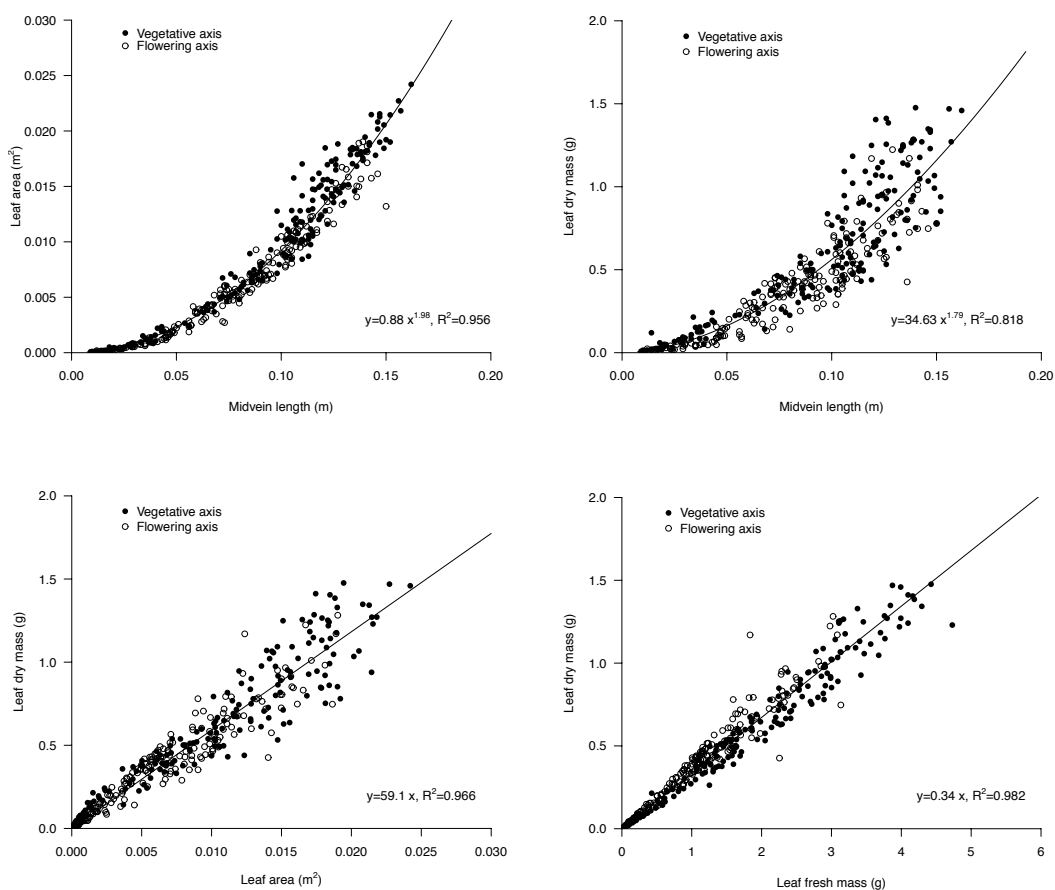 0.030
0.025
0.020
0.015
0.010
0.005
0.000
Leaf area (m²)
Vegetative axis
Flowering axis
y=0.88 x^1.98, R²=0.956
0.00 0.05 0.10 0.15 0.20
Midvein length (m)
2.0
1.5
1.0
0.5
0.0
Leaf dry mass (g)
Vegetative axis
Flowering axis
y=34.63 x^1.79, R²=0.818
0.00 0.05 0.10 0.15 0.20
Midvein length (m)
2.0
1.5
1.0
0.5
0.0
Leaf dry mass (g)
Vegetative axis
Flowering axis
y=59.1 x, R²=0.966
0.000 0.005 0.010 0.015 0.020 0.025 0.030
Leaf area (m²)
2.0
1.5
1.0
0.5
0.0
Leaf dry mass (g)
Vegetative axis
Flowering axis
y=0.34 x, R²=0.982
0 1 2 3 4 5 6
Leaf fresh mass (g)